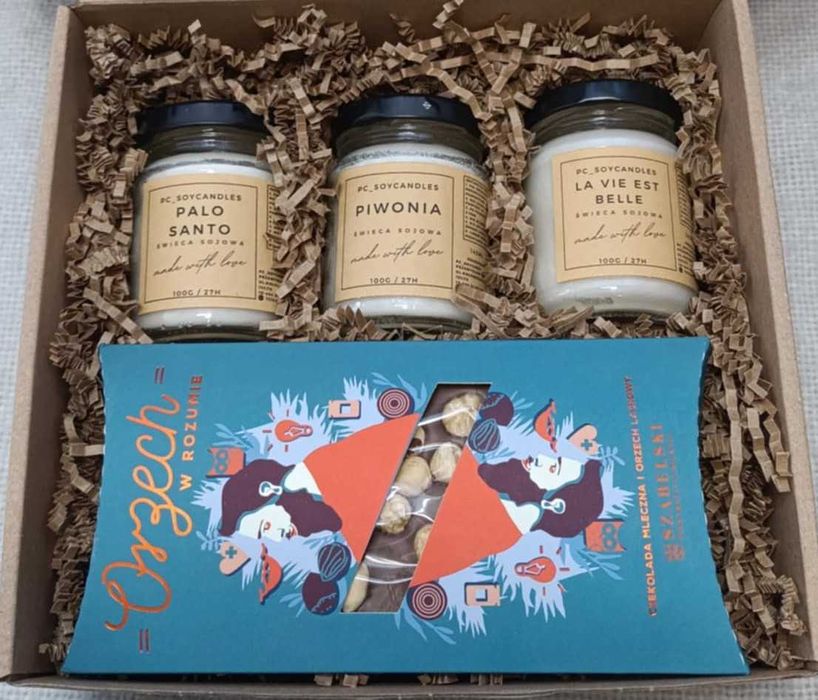 PC_SOYCANDLES
PALO
SANTO
ŚWIECA SOJOWA
made with love
100G / 27H
PC_SOYCANDLES
PIWONIA
ŚWIECA SOJOWA
made with love
100G / 27H
PC_SOYCANDLES
LA VIE EST
BELLE
ŚWIECA SOJOWA
made with love
100G / 27H
Orzech
W ROZUMIE
CZEKOLADA MLECZNA I ORZECH LASKOWY
SZABELSKI